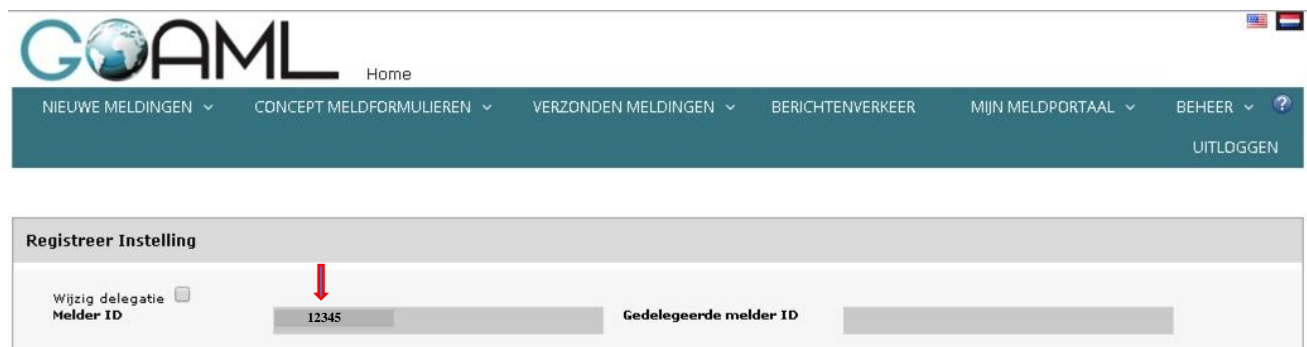 GOAML Home
NIEUWE MELDINGEN CONCEPT MELDFORMULIEREN VERZONDEN MELDINGEN BERICHTENVERKEER MIJN MELDPORTAAL BEHEER ?
UITLOGGEN
Registreer Instelling
Wijzig delegatie
Melder ID 12345 Gedelegeerde melder ID